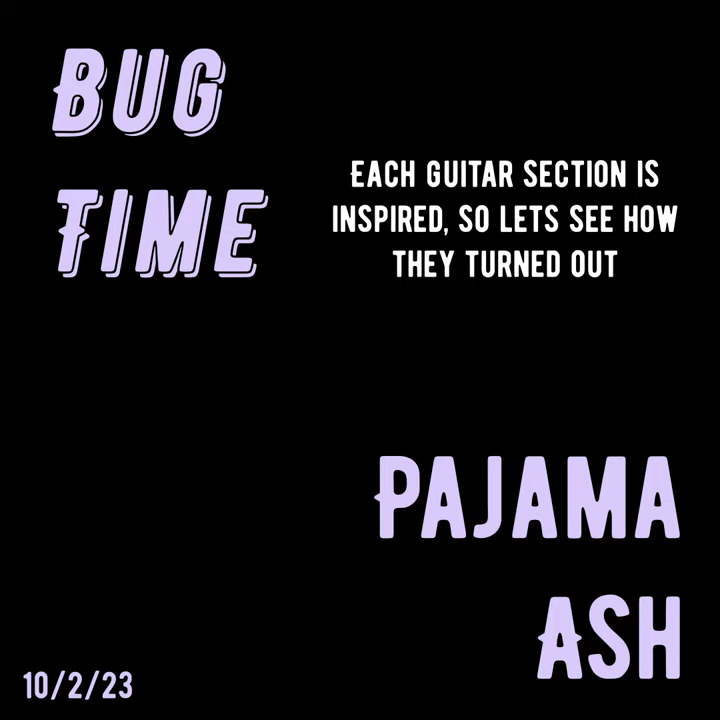 Bug
Time
Each guitar section is
inspired, so lets see how
they turned out
Pajama
Ash
10/2/23